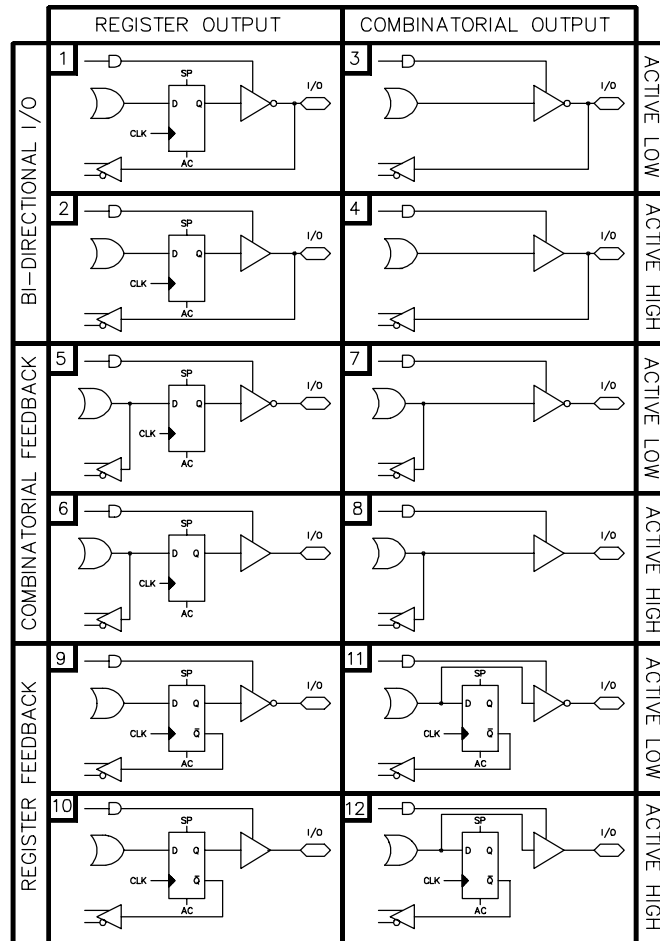 REGISTER OUTPUT
COMBINATORIAL OUTPUT
BI-DIRECTIONAL I/O
1
SP
D Q
CLK
AC
I/O
3
I/O
ACTIVE LOW
2
SP
D Q
CLK
AC
I/O
4
I/O
ACTIVE HIGH
COMBINATORIAL FEEDBACK
5
SP
D Q
CLK
AC
I/O
7
I/O
ACTIVE LOW
6
SP
D Q
CLK
AC
I/O
8
I/O
ACTIVE HIGH
REGISTER FEEDBACK
9
SP
D Q
CLK Q̅
AC
I/O
11
SP
D Q
CLK Q̅
AC
I/O
ACTIVE LOW
10
SP
D Q
CLK Q̅
AC
I/O
12
SP
D Q
CLK Q̅
AC
I/O
ACTIVE HIGH